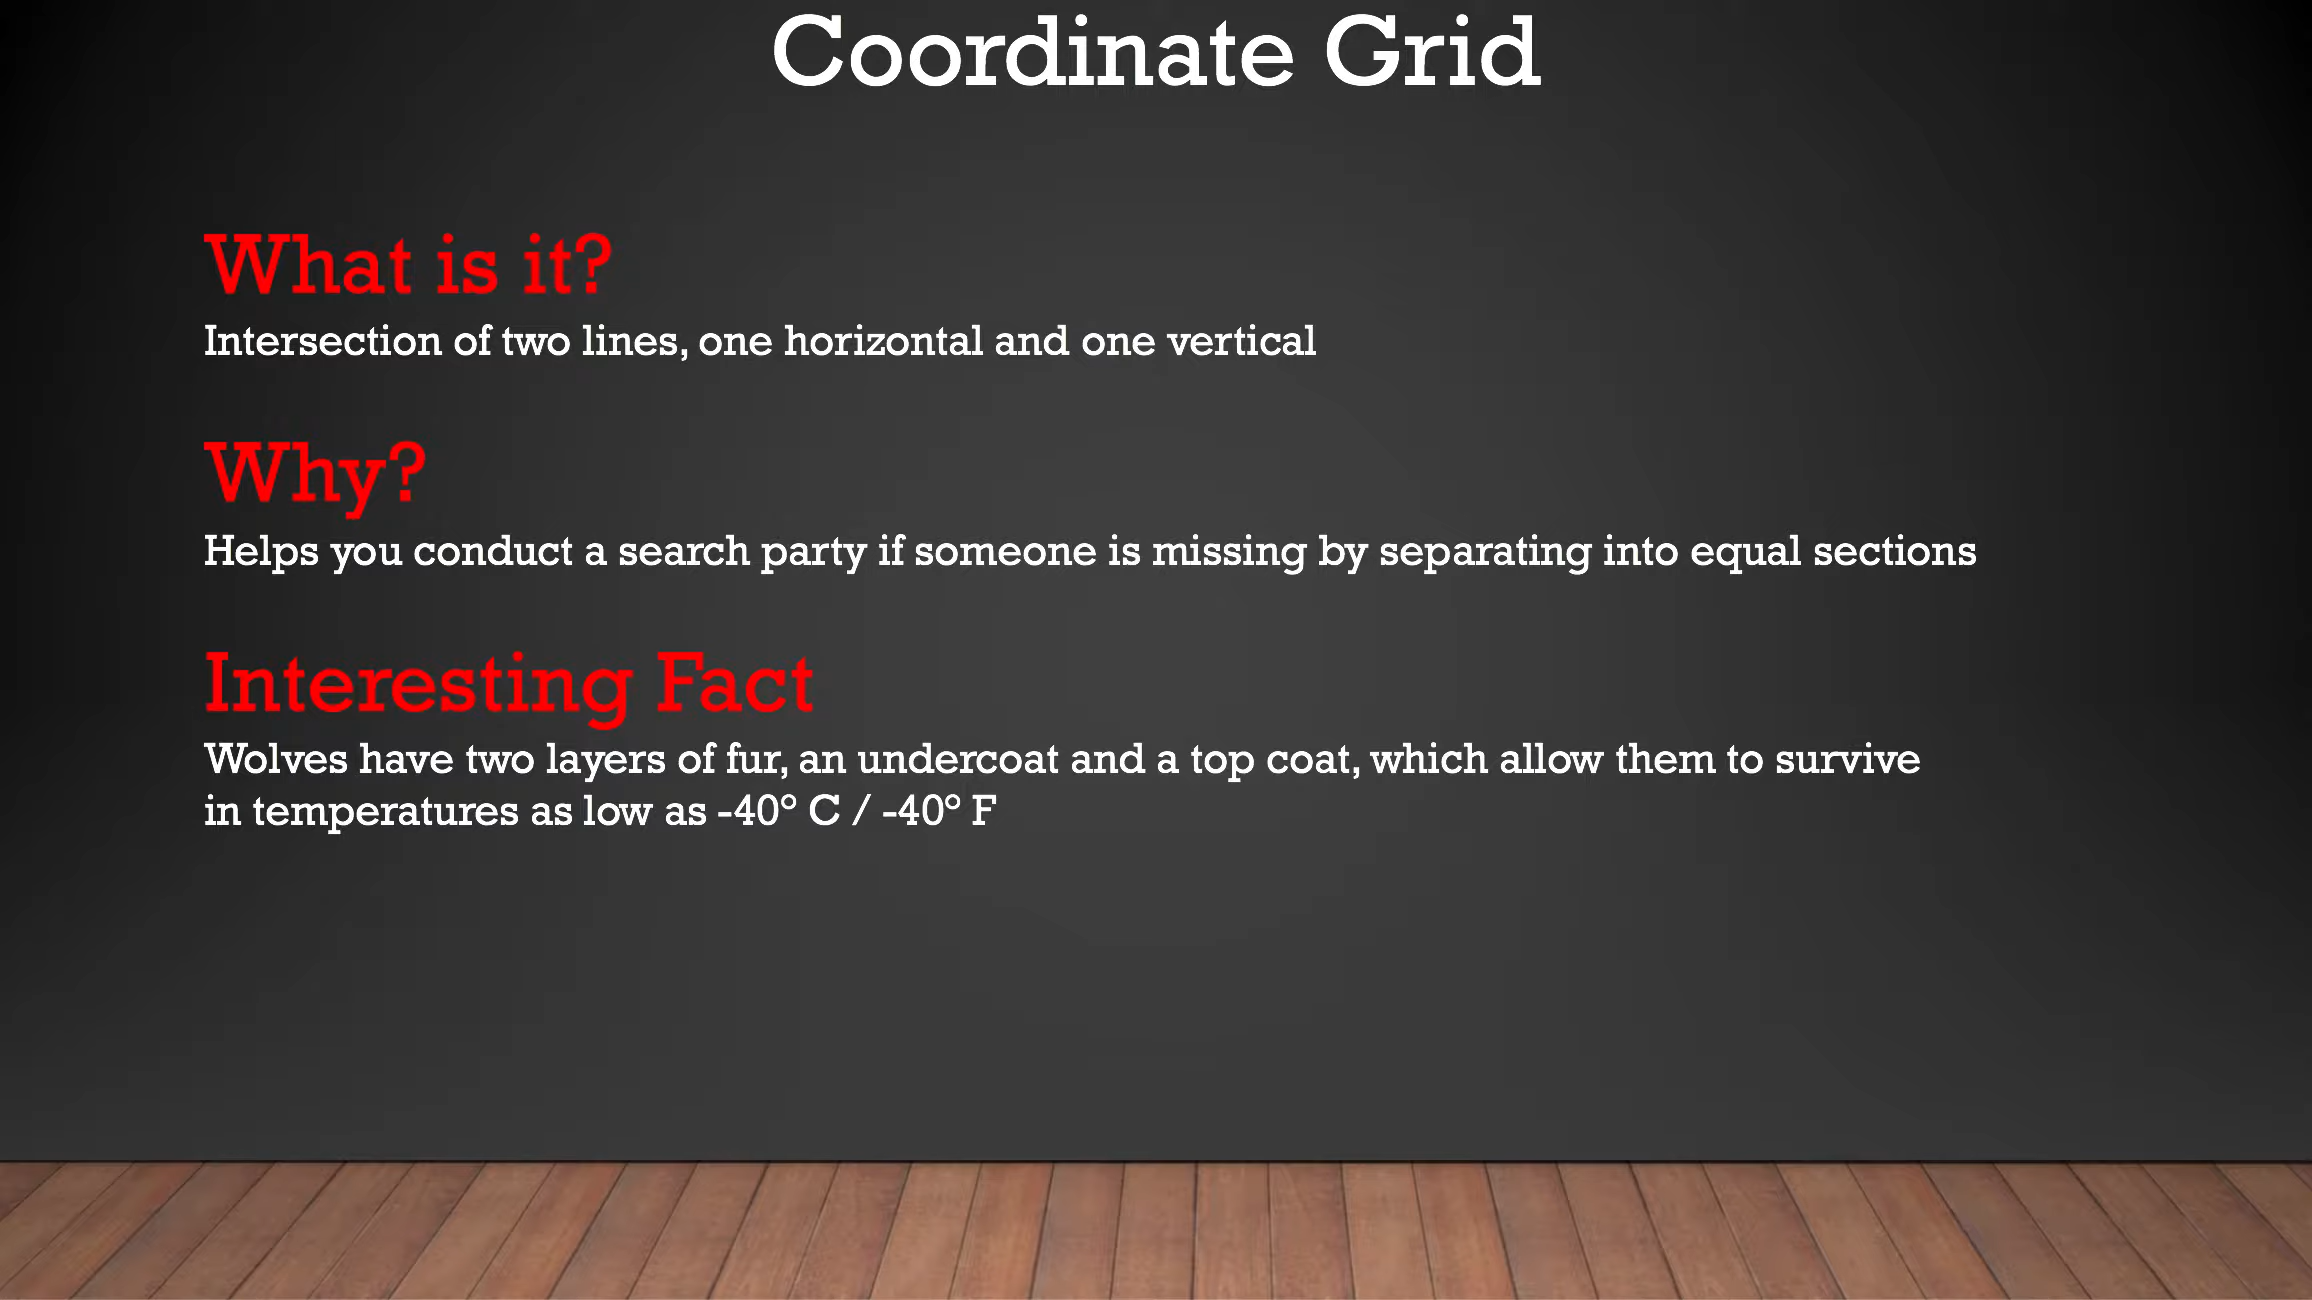 Coordinate Grid
What is it?
Intersection of two lines, one horizontal and one vertical
Why?
Helps you conduct a search party if someone is missing by separating into equal sections
Interesting Fact
Wolves have two layers of fur, an undercoat and a top coat, which allow them to survive
in temperatures as low as -40° C / -40° F